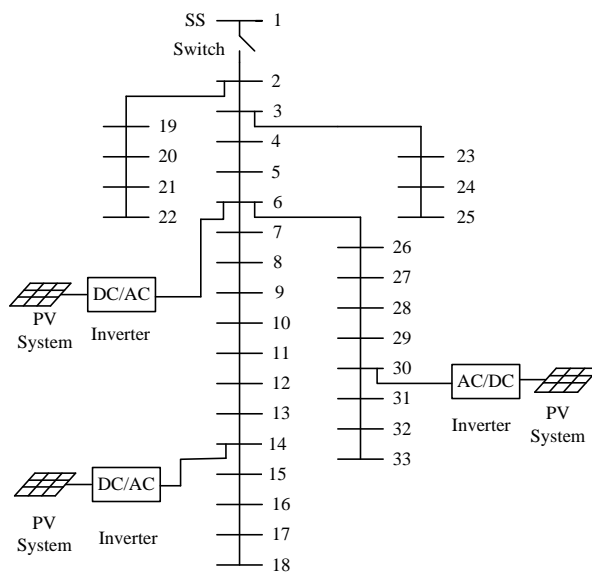 SS 1
Switch
2
3
19 4 23
20 5 24
21 6 25
22 7 26
8 27
DC/AC 9 28
PV System Inverter 10 29
11 30 AC/DC
12 31
13 32 Inverter PV System
14 33
DC/AC 15
16
PV System Inverter 17
18